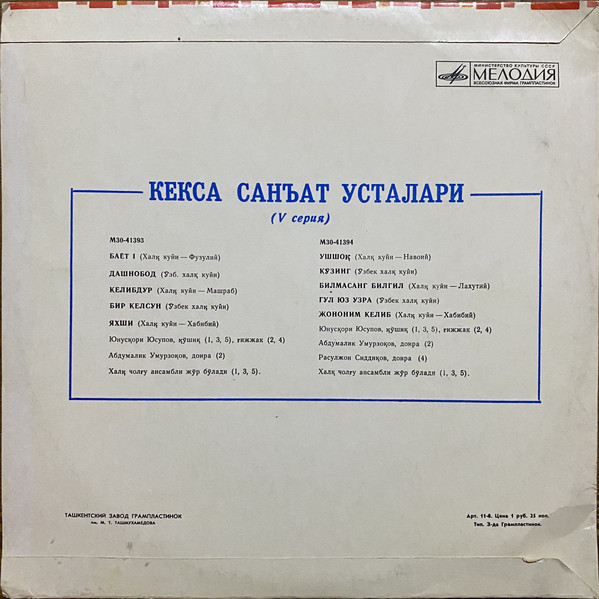 МИНИСТЕРСТВО КУЛЬТУРЫ СССР
МЕЛОДИЯ
ВСЕСОЮЗНАЯ ФИРМА ГРАМПЛАСТИНОК
КЕКСА САНЪАТ УСТАЛАРИ
(V серия)
М30-41393
БАЁТ I (Халқ куйи — Фузулий)
ДАШНОБОД (Ўзб. халқ куйи)
КЕЛИБДУР (Халқ куйи — Машраб)
БИР КЕЛСУН (Ўзбек халқ куйи)
ЯХШИ (Халқ куйи — Хабибий)
Юнусқори Юсупов, қўшиқ (1, 3, 5), ғижжак (2, 4)
Абдумалик Умурзоқов, доира (2)
Халқ чолғу ансамбли жўр бўлади (1, 3, 5).
М30-41394
УШШОҚ (Халқ куйи — Навоий)
КЎЗИНГ (Ўзбек халқ куйи)
БИЛМАСАНГ БИЛГИЛ (Халқ куйи — Лахутий)
ГУЛ ЮЗ УЗРА (Ўзбек халқ куйи)
ЖОНОНИМ КЕЛИБ (Халқ куйи — Хабибий)
Юнусқори Юсупов, қўшиқ (1, 3, 5), ғижжак (2, 4)
Абдумалик Умурзоқов, доира (2)
Расулжон Сиддиқов, доира (4)
Халқ чолғу ансамбли жўр бўлади (1, 3, 5).
ТАШКЕНТСКИЙ ЗАВОД ГРАМПЛАСТИНОК
им. М. Т. ТАШМУХАМЕДОВА
Арт. 11-8. Цена 1 руб. 25 коп.
Тип. З-да Грампластинок.